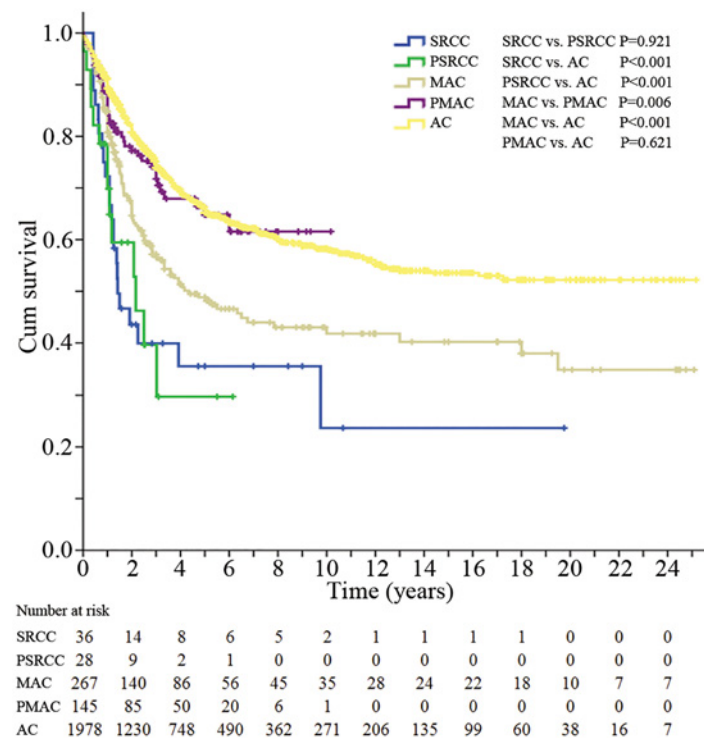 1.0
0.8
0.6
0.4
0.2
0.0
Cum survival
SRCC SRCC vs. PSRCC P=0.921
PSRCC SRCC vs. AC P<0.001
MAC PSRCC vs. AC P<0.001
PMAC MAC vs. PMAC P=0.006
AC MAC vs. AC P<0.001
PMAC vs. AC P=0.621
0 2 4 6 8 10 12 14 16 18 20 22 24
Time (years)
Number at risk
SRCC 36 14 8 6 5 2 1 1 1 1 0 0 0
PSRCC 28 9 2 1 0 0 0 0 0 0 0 0 0
MAC 267 140 86 56 45 35 28 24 22 18 10 7 7
PMAC 145 85 50 20 6 1 0 0 0 0 0 0 0
AC 1978 1230 748 490 362 271 206 135 99 60 38 16 7